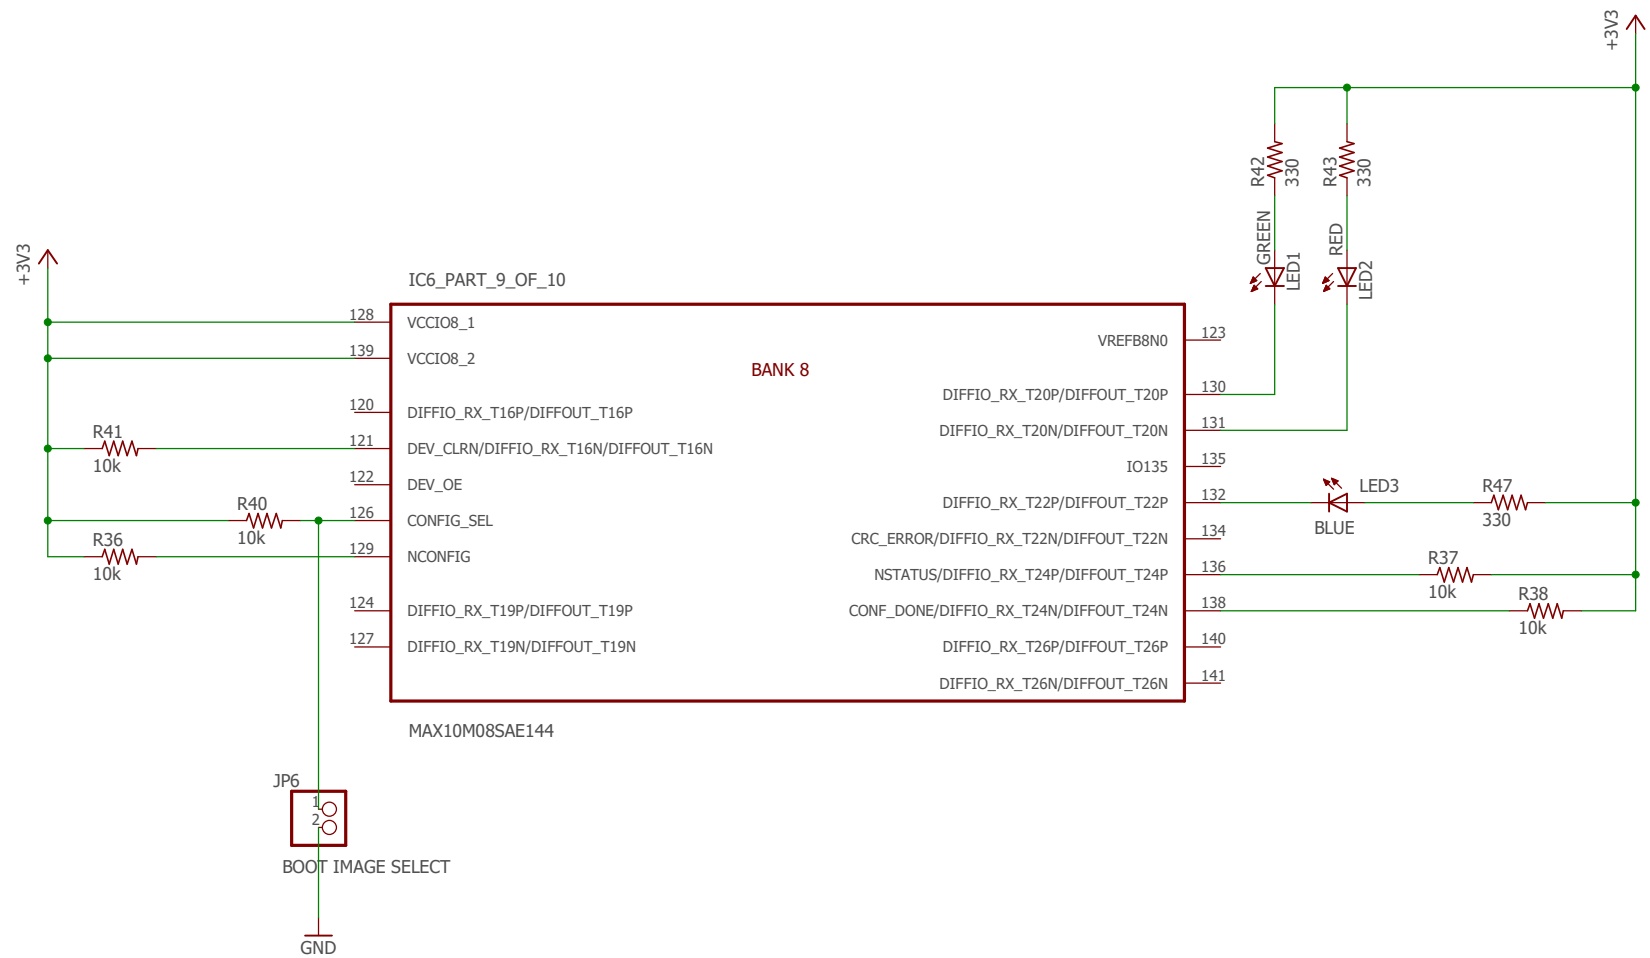 +3V3
R42
330
R43
330
GREEN
LED1
RED
LED2
+3V3
IC6_PART_9_OF_10
BANK 8
128 VCCIO8_1
139 VCCIO8_2
120 DIFFIO_RX_T16P/DIFFOUT_T16P
R41
10k
121 DEV_CLRN/DIFFIO_RX_T16N/DIFFOUT_T16N
122 DEV_OE
R40
10k
126 CONFIG_SEL
R36
10k
129 NCONFIG
124 DIFFIO_RX_T19P/DIFFOUT_T19P
127 DIFFIO_RX_T19N/DIFFOUT_T19N
VREFB8N0 123
DIFFIO_RX_T20P/DIFFOUT_T20P 130
DIFFIO_RX_T20N/DIFFOUT_T20N 131
IO135 135
DIFFIO_RX_T22P/DIFFOUT_T22P 132
LED3
BLUE
R47
330
CRC_ERROR/DIFFIO_RX_T22N/DIFFOUT_T22N 134
NSTATUS/DIFFIO_RX_T24P/DIFFOUT_T24P 136
R37
10k
CONF_DONE/DIFFIO_RX_T24N/DIFFOUT_T24N 138
R38
10k
DIFFIO_RX_T26P/DIFFOUT_T26P 140
DIFFIO_RX_T26N/DIFFOUT_T26N 141
MAX10M08SAE144
JP6
1
2
BOOT IMAGE SELECT
GND